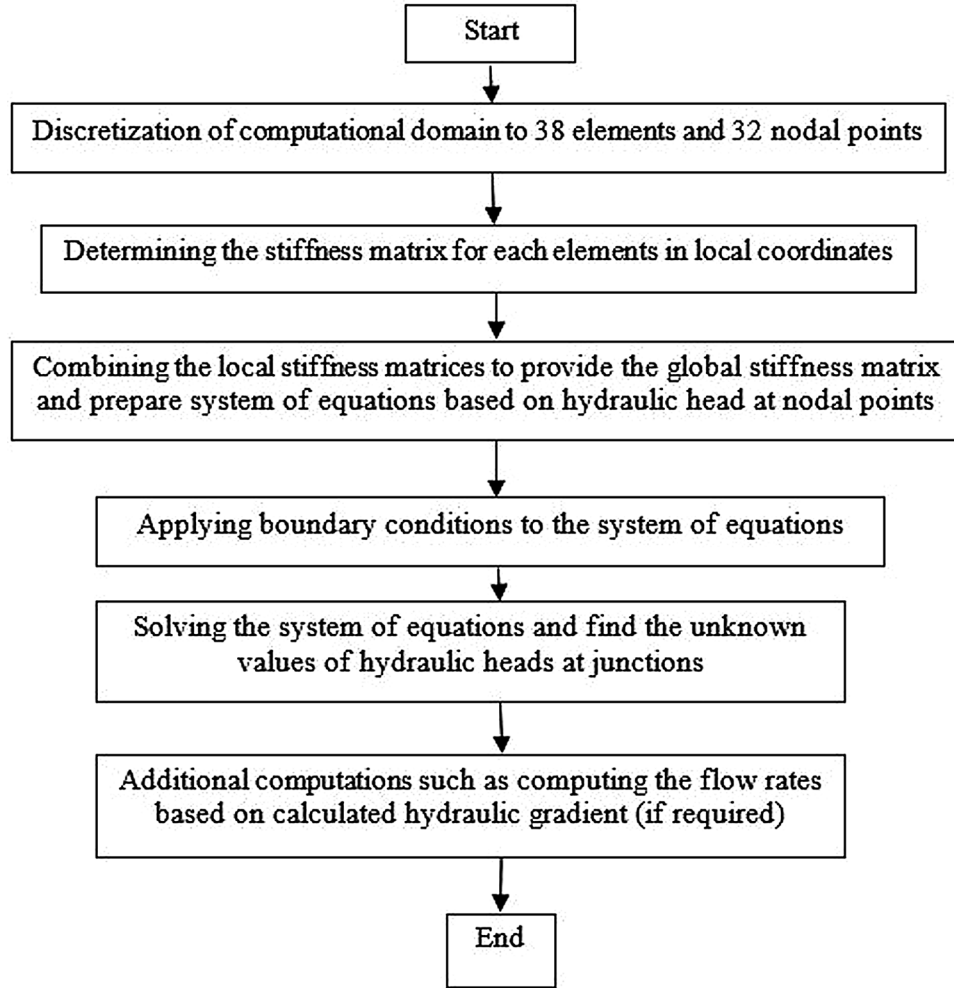 Start
Discretization of computational domain to 38 elements and 32 nodal points
Determining the stiffness matrix for each elements in local coordinates
Combining the local stiffness matrices to provide the global stiffness matrix
and prepare system of equations based on hydraulic head at nodal points
Applying boundary conditions to the system of equations
Solving the system of equations and find the unknown
values of hydraulic heads at junctions
Additional computations such as computing the flow rates
based on calculated hydraulic gradient (if required)
End